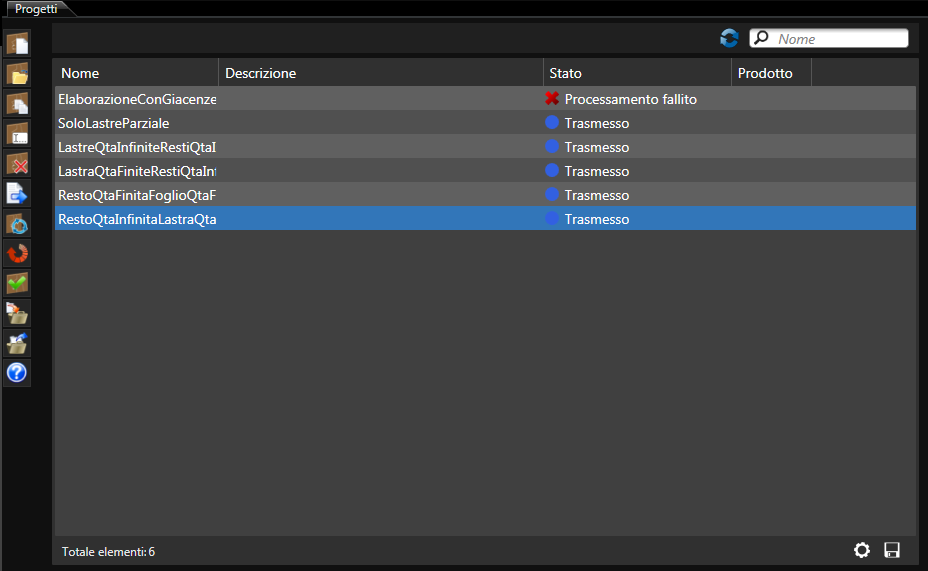 Progetti
Nome
Nome Descrizione Stato Prodotto
ElaborazioneConGiacenze Processamento fallito
SoloLastreParziale Trasmesso
LastreQtaInfiniteRestiQtaI Trasmesso
LastraQtaFiniteRestiQtaInt Trasmesso
RestoQtaFinitaFoglioQtaF Trasmesso
RestoQtaInfinitaLastraQta Trasmesso
Totale elementi: 6